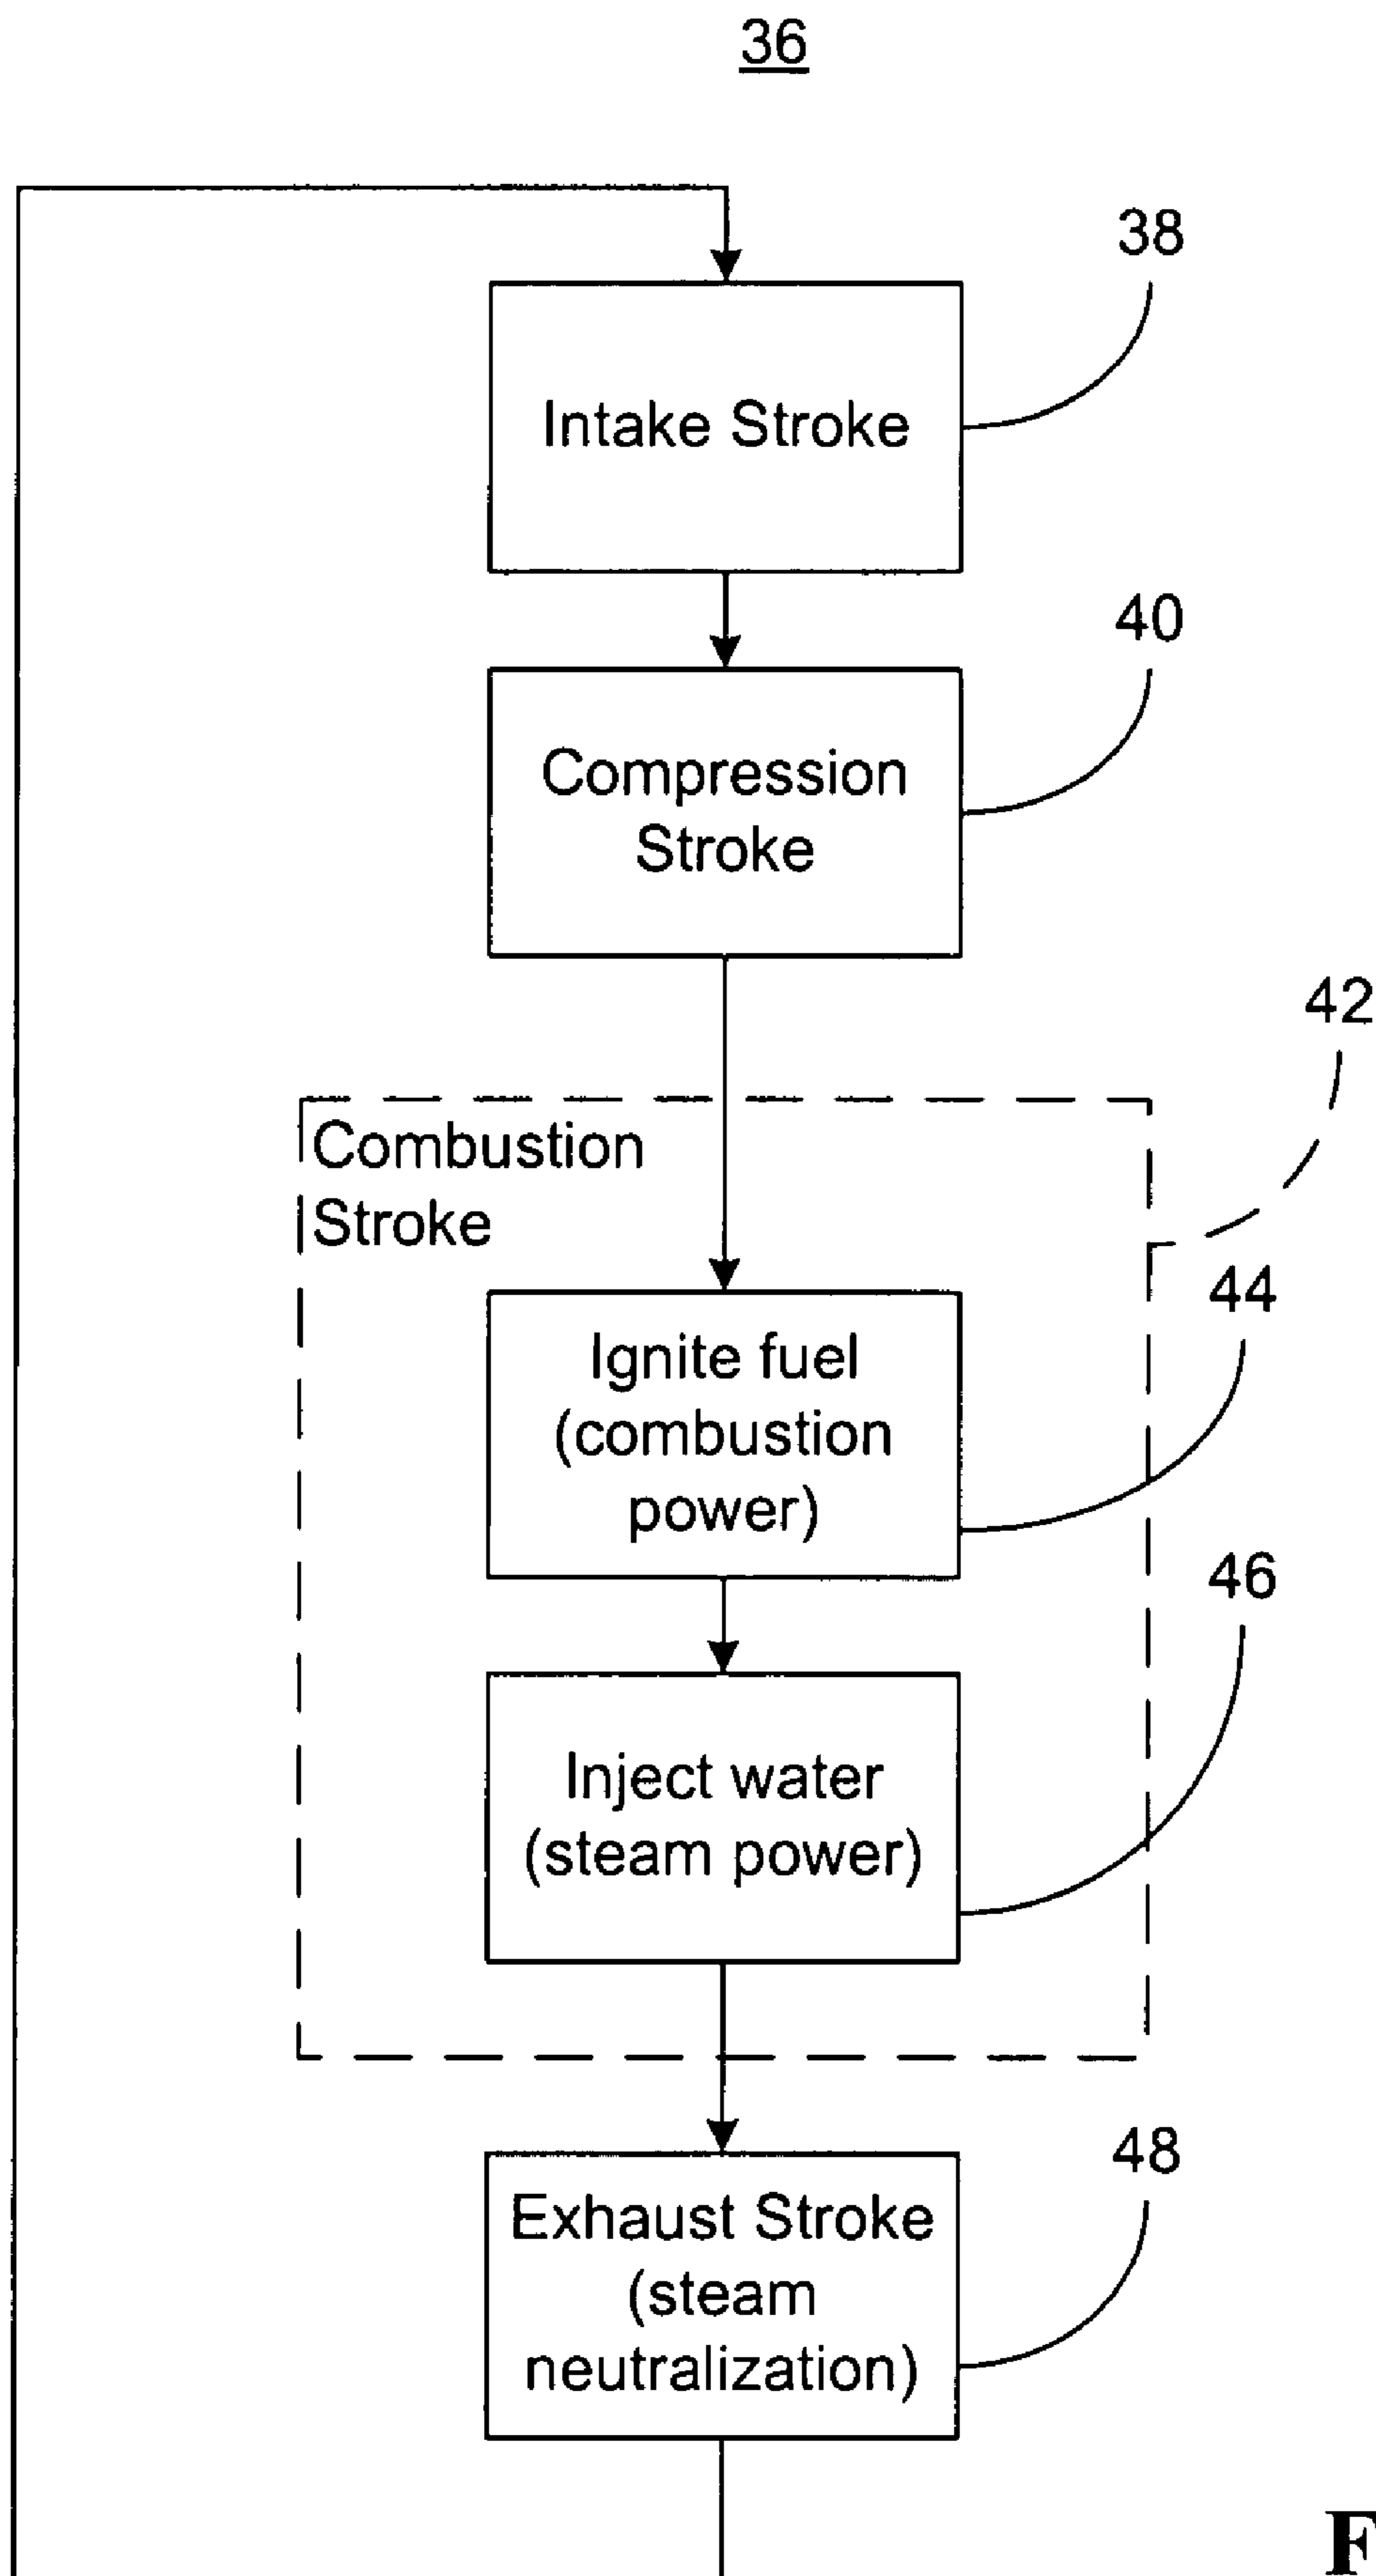 36
38
Intake Stroke
40
Compression
Stroke
42
Combustion
Stroke
44
Ignite fuel
(combustion
power)
46
Inject water
(steam power)
48
Exhaust Stroke
(steam
neutralization)
F